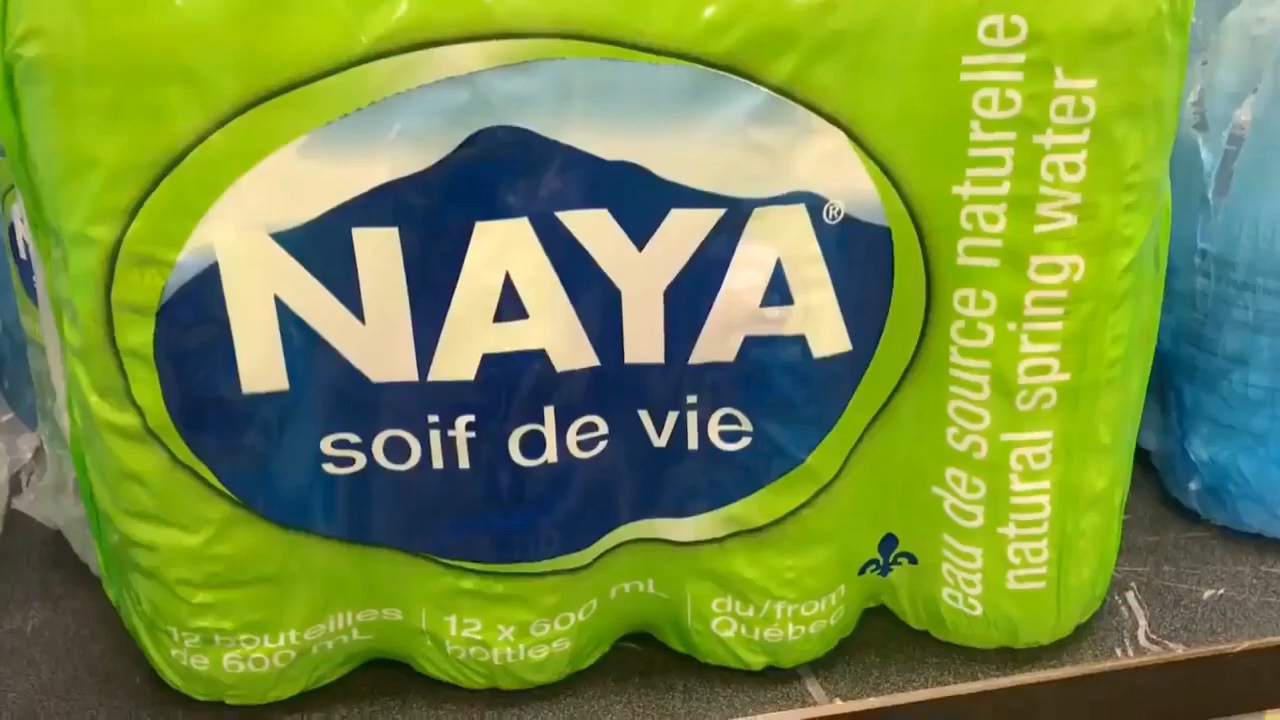 NAYA®
soif de vie
12 bouteilles
de 600 mL
12 x 600 mL
bottles
du/from
Québec
eau de source naturelle
natural spring water